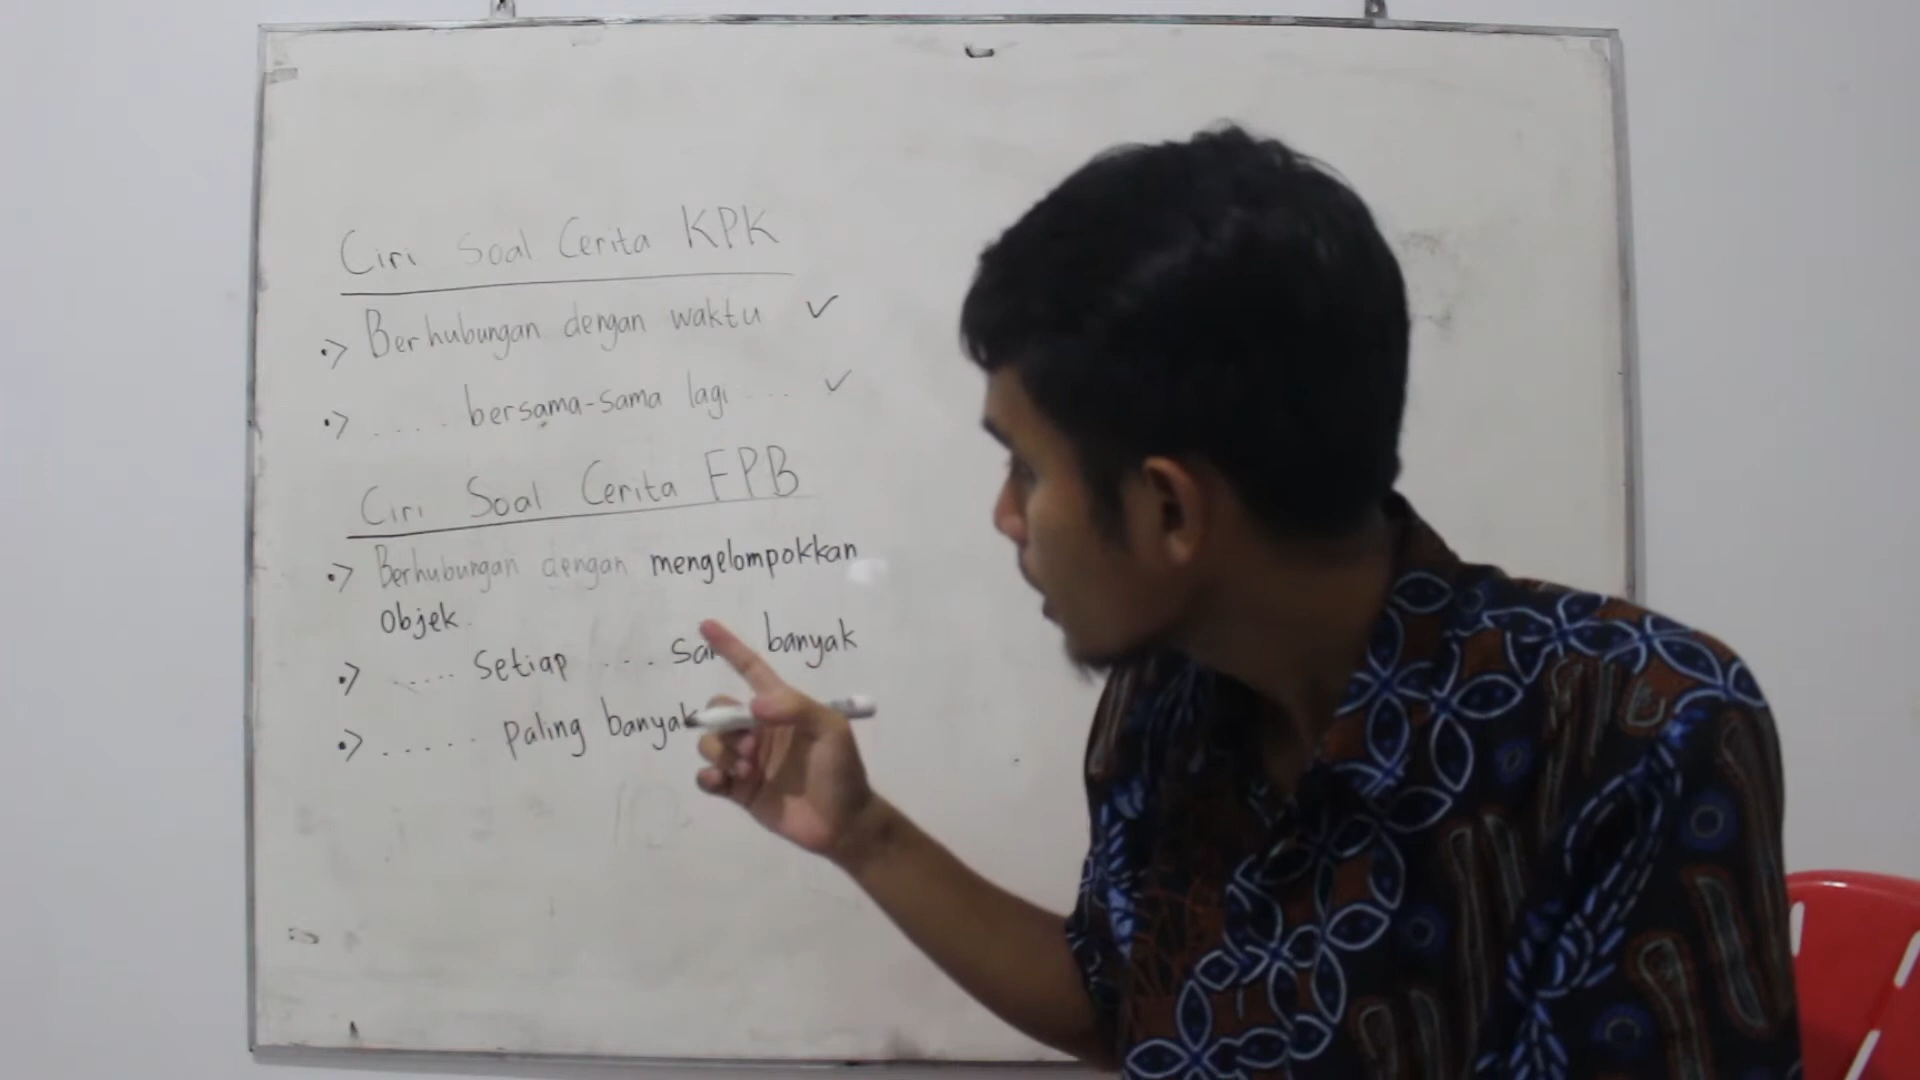 Ciri Soal Cerita KPK
•> Berhubungan dengan waktu ✓
•> .... bersama-sama lagi .... ✓
Ciri Soal Cerita FPB
•> Berhubungan dengan mengelompokkan
Objek.
•> ..... Setiap .... banyak
•> ..... paling banyak